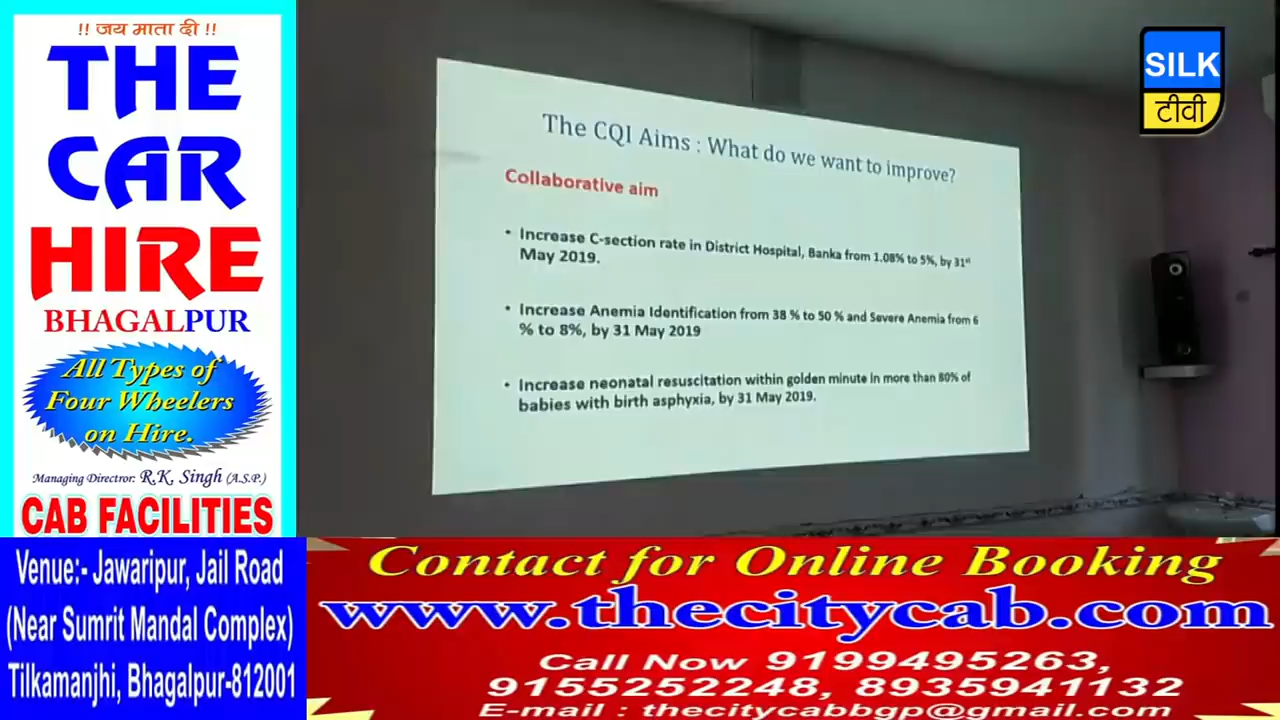 !! जय माता दी !!
THE
CAR
HIRE
BHAGALPUR
All Types of
Four Wheelers
on Hire.
Managing Directror: R.K. Singh (A.S.P.)
CAB FACILITIES
Venue:- Jawaripur, Jail Road
(Near Sumrit Mandal Complex)
Tilkamanjhi, Bhagalpur-812001
SILK
टीवी
The CQI Aims : What do we want to improve?
Collaborative aim
• Increase C-section rate in District Hospital, Banka from 1.08% to 5%, by 31st
May 2019.
• Increase Anemia Identification from 38 % to 50 % and Severe Anemia from 6
% to 8%, by 31 May 2019
• Increase neonatal resuscitation within golden minute in more than 80% of
babies with birth asphyxia, by 31 May 2019.
Contact for Online Booking
www.thecitycab.com
Call Now 9199495263,
9155252248, 8935941132
E-mail : thecitycabbgp@gmail.com